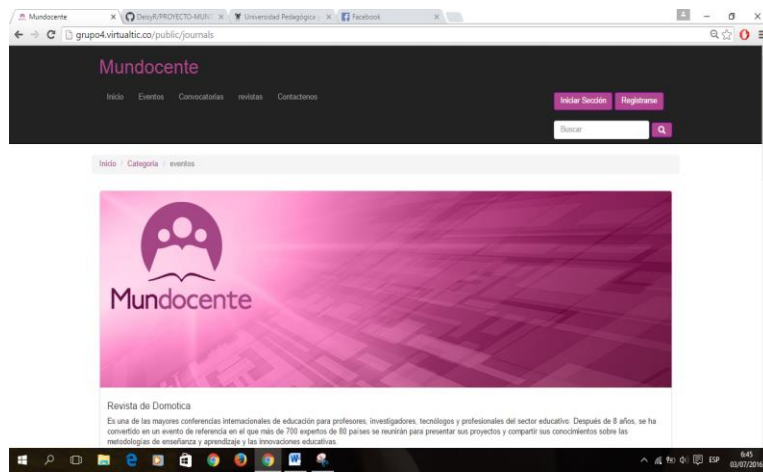 Mundocente
DeisyR/PROYECTO-MUN
Universidad Pedagógica
Facebook
grupo4.virtualtic.co/public/journals
Mundocente
Inicio Eventos Convocatorias revistas Contactenos
Iniciar Sección Registrarse
Buscar
Inicio / Categoria / eventos
Mundocente
Revista de Domotica
Es una de las mayores conferencias internacionales de educación para profesores, investigadores, tecnólogos y profesionales del sector educativo. Después de 8 años, se ha
convertido en un evento de referencia en el que más de 700 expertos de 80 países se reunirán para presentar sus proyectos y compartir sus conocimientos sobre las
metodologías de enseñanza y aprendizaje y las innovaciones educativas.
ESP
6:45
03/07/2016